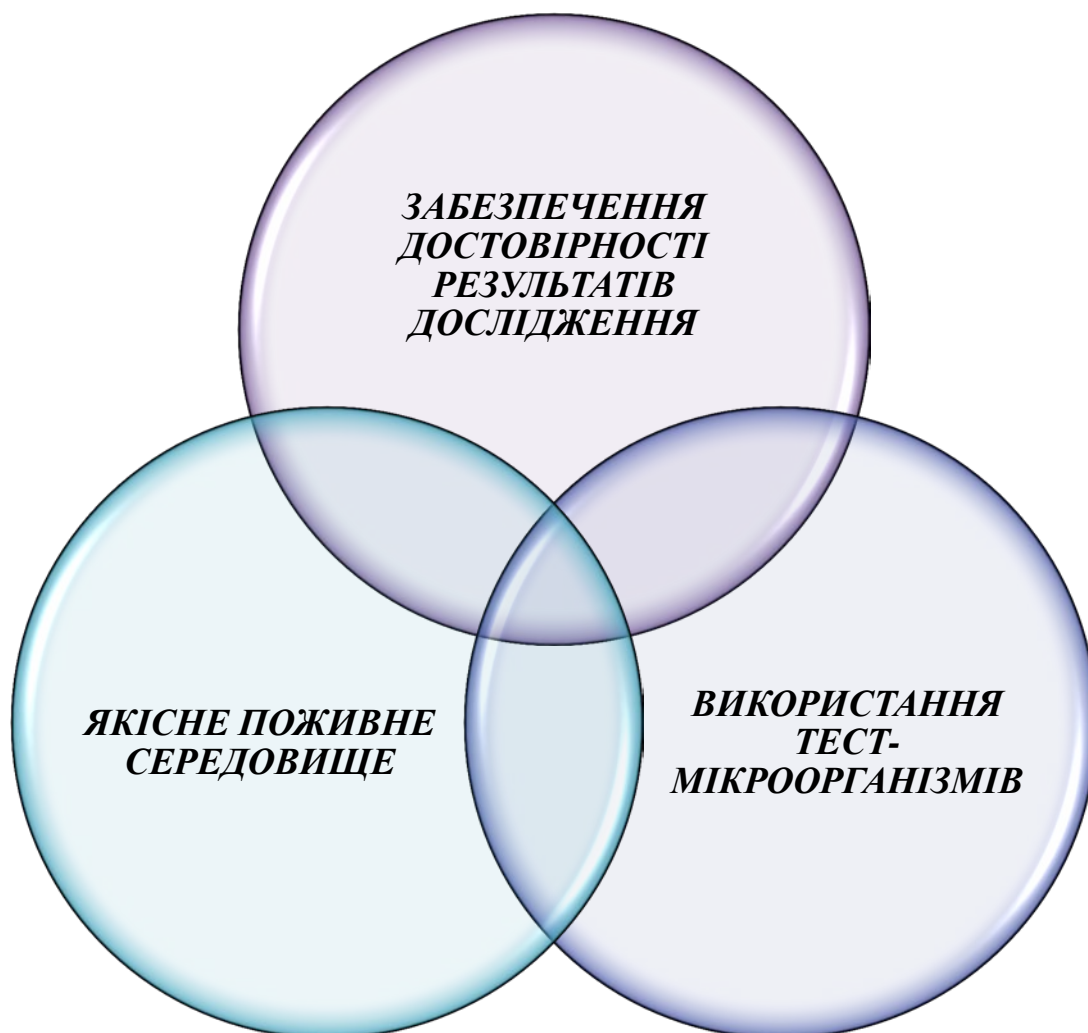 ЗАБЕЗПЕЧЕННЯ
ДОСТОВІРНОСТІ
РЕЗУЛЬТАТІВ
ДОСЛІДЖЕННЯ
ЯКІСНЕ ПОЖИВНЕ
СЕРЕДОВИЩЕ
ВИКОРИСТАННЯ
ТЕСТ-
МІКРООРГАНІЗМІВ